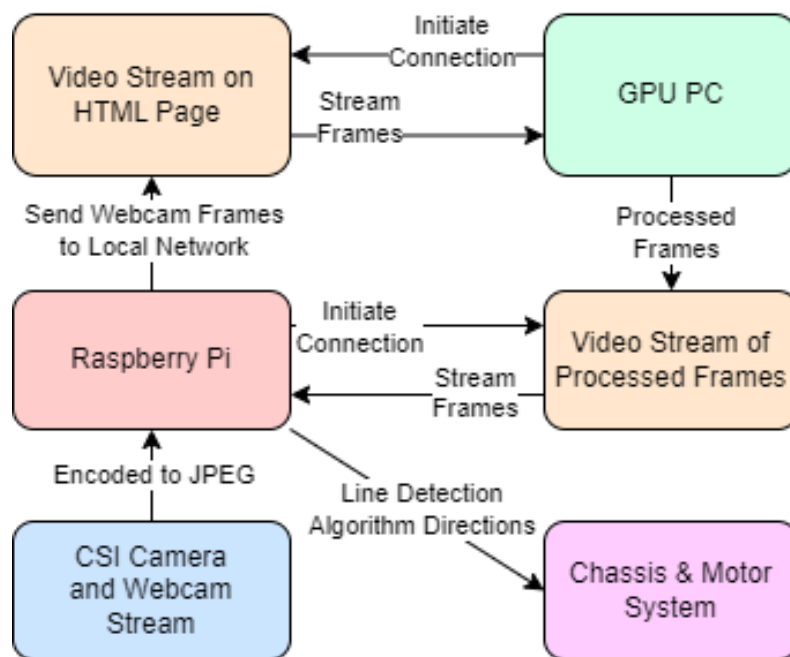 Initiate
Connection
Video Stream on
HTML Page
GPU PC
Stream
Frames
Send Webcam Frames
to Local Network
Processed
Frames
Raspberry Pi
Initiate
Connection
Video Stream of
Processed Frames
Stream
Frames
Encoded to JPEG
Line Detection
Algorithm Directions
CSI Camera
and Webcam
Stream
Chassis & Motor
System